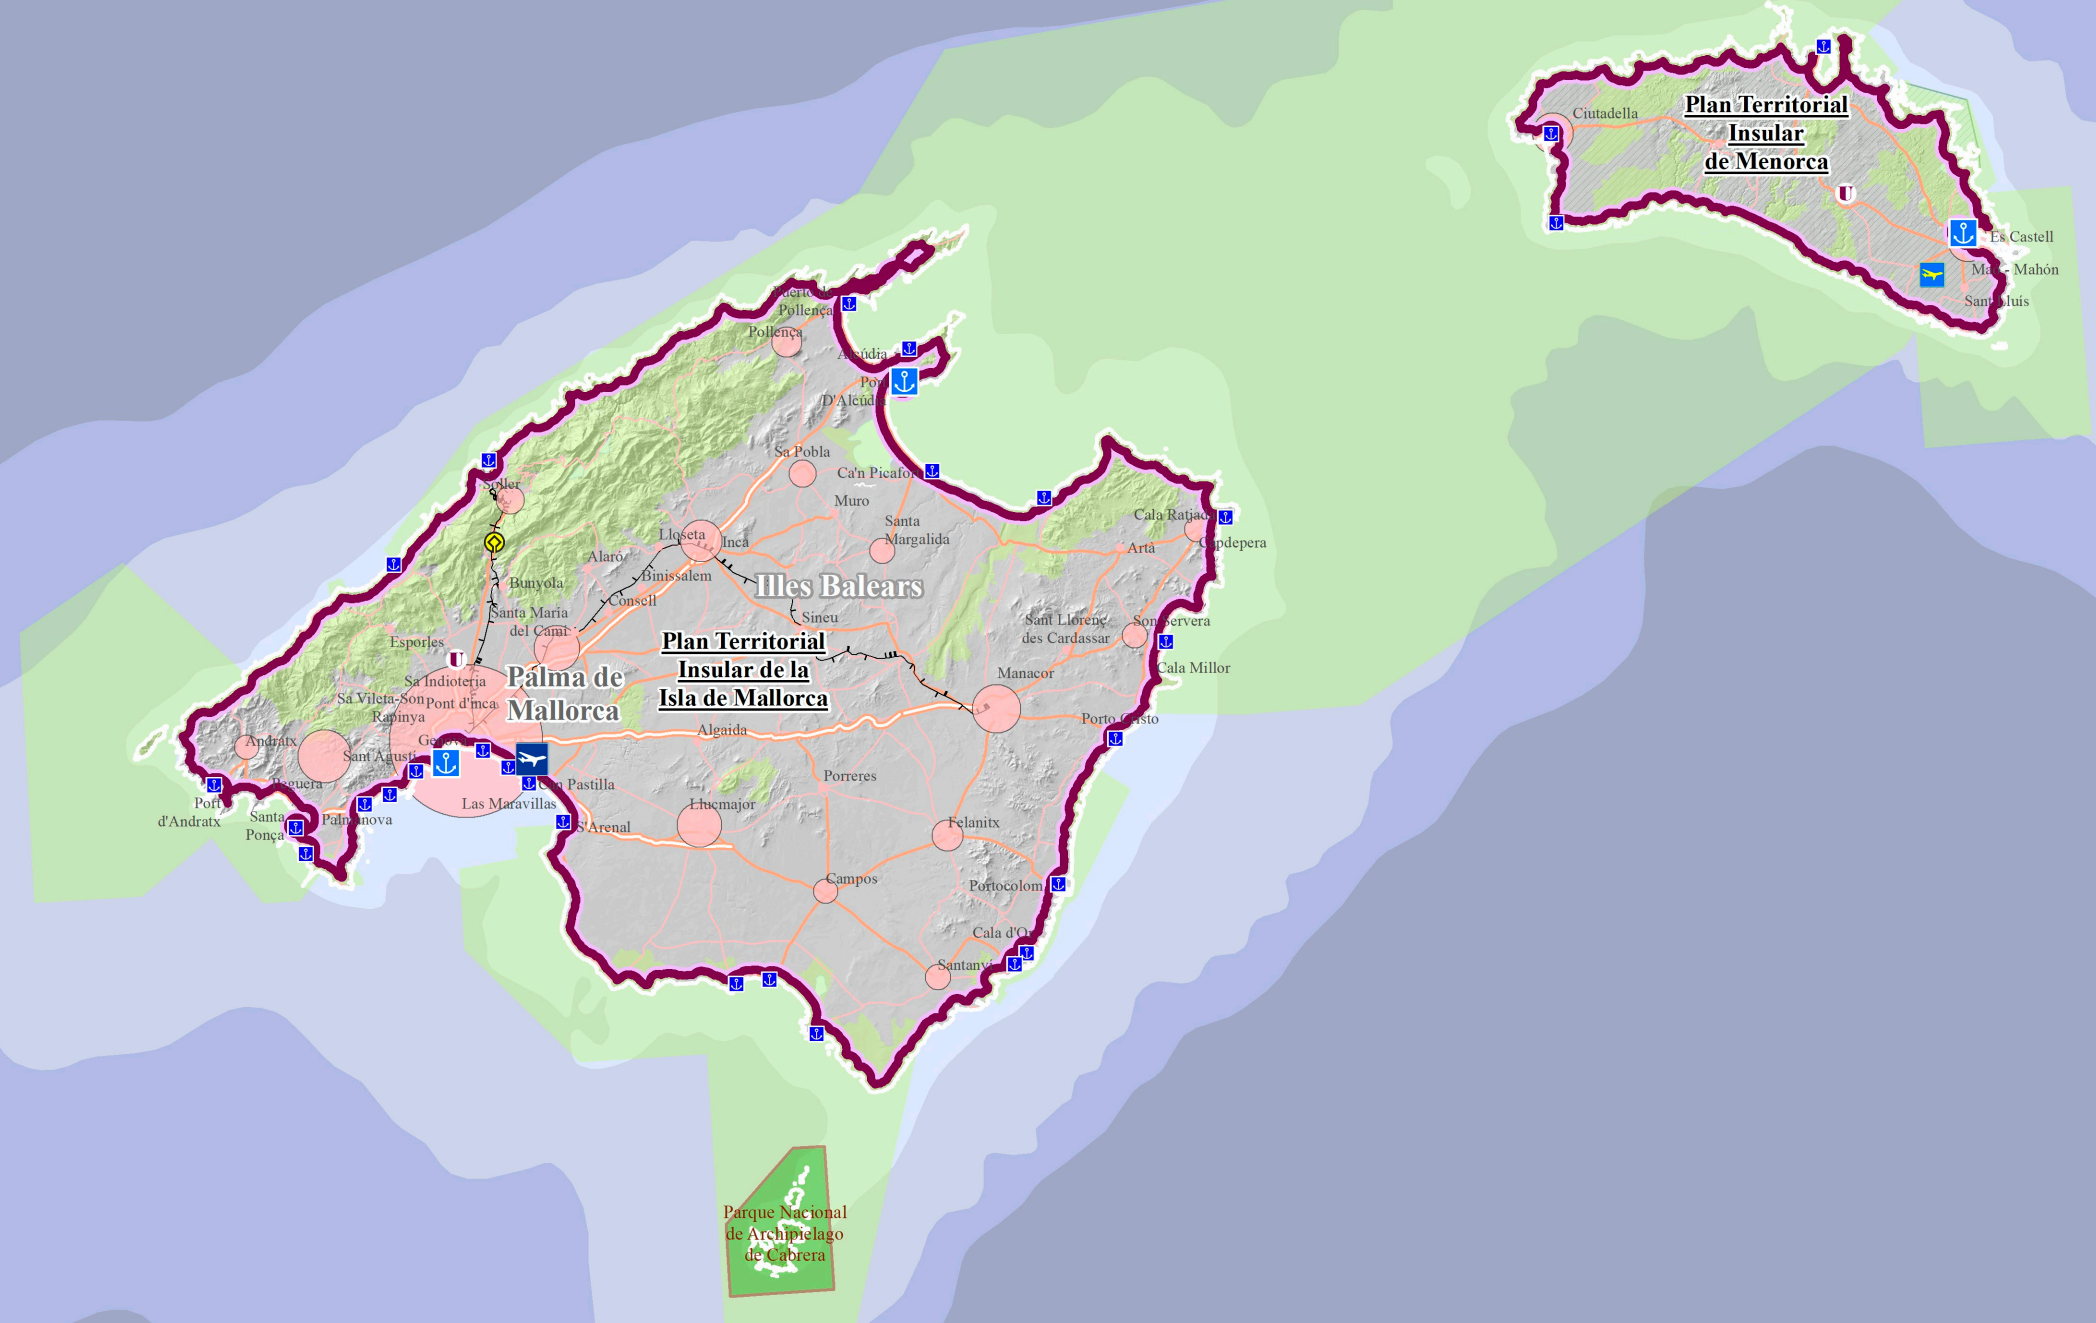 Ciutadella
Plan Territorial
Insular
de Menorca
U
Es Castell
Maó - Mahón
Sant Lluís
Puerto de
Pollença
Pollença
Alcúdia
Port
D'Alcúdia
Sa Pobla
Ca'n Picafort
Muro
Santa
Margalida
Sóller
Lloseta
Inca
Alaró
Binissalem
Bunyola
Consell
Illes Balears
Cala Ratjada
Capdepera
Artà
Santa Maria
del Camí
Sineu
Sant Llorenç
des Cardassar
Son Servera
Esporles
U
Plan Territorial
Insular de la
Isla de Mallorca
Cala Millor
Manacor
Palma de
Mallorca
Sa Indioteria
Sa Vileta-Son
Rapinya
Pont d'inca
Porto Cristo
Algaida
Andratx
Genova
Sant Agustí
Peguera
Can Pastilla
Porreres
Port
d'Andratx
Santa
Ponça
Palmanova
Las Maravillas
S'Arenal
Llucmajor
Felanitx
Campos
Portocolom
Cala d'Or
Santanyí
Parque Nacional
de Archipielago
de Cabrera